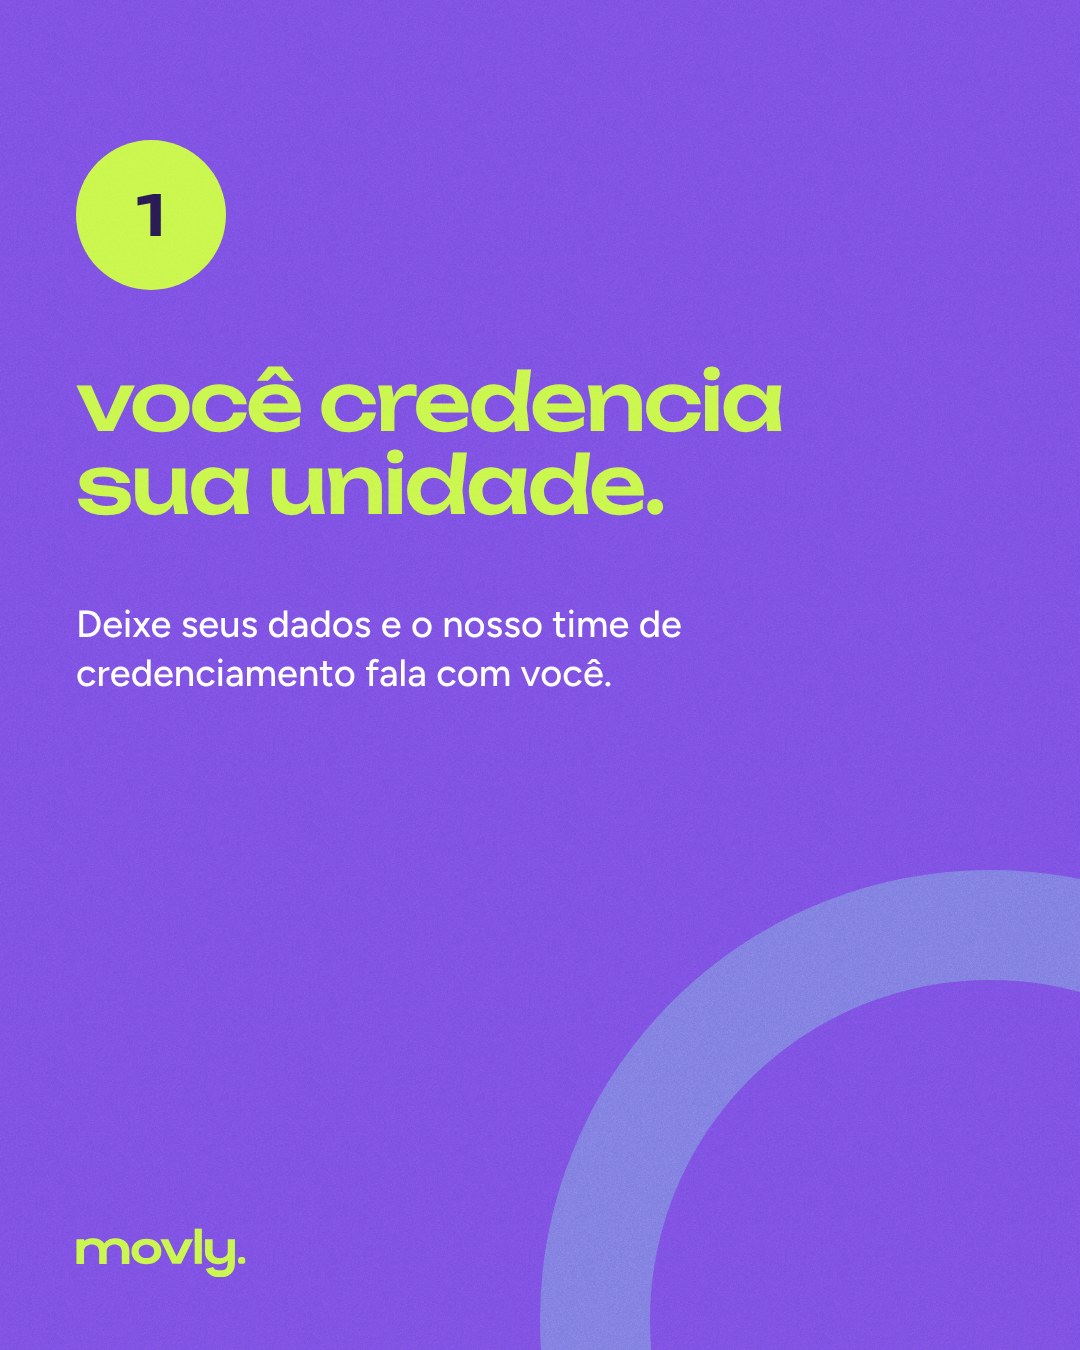 1
você credencia
sua unidade.
Deixe seus dados e o nosso time de
credenciamento fala com você.
movly.